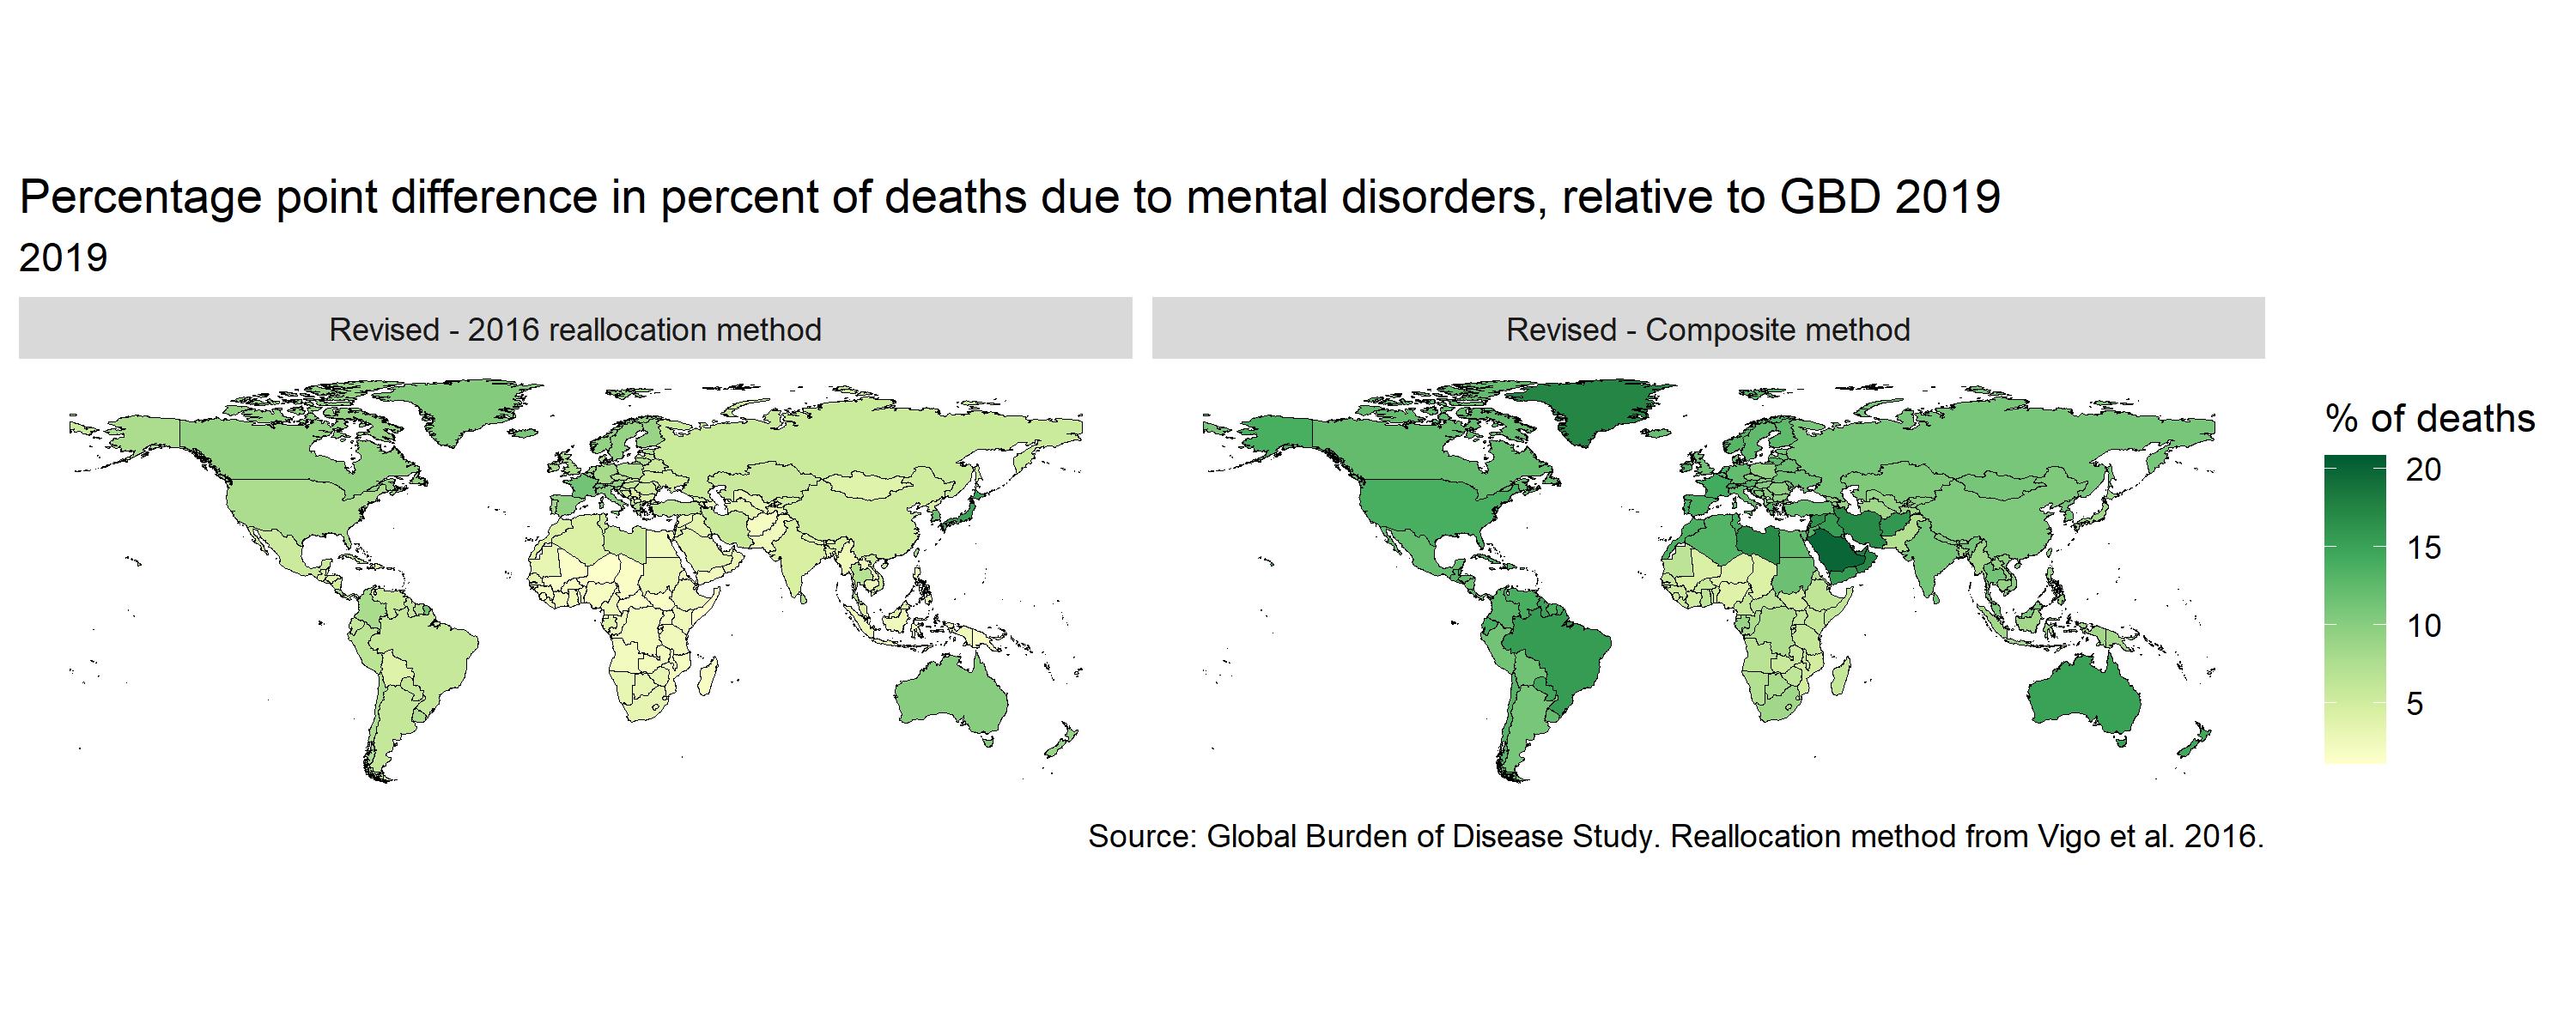 Percentage point difference in percent of deaths due to mental disorders, relative to GBD 2019
2019
Revised - 2016 reallocation method
Revised - Composite method
% of deaths
20
15
10
5
Source: Global Burden of Disease Study. Reallocation method from Vigo et al. 2016.